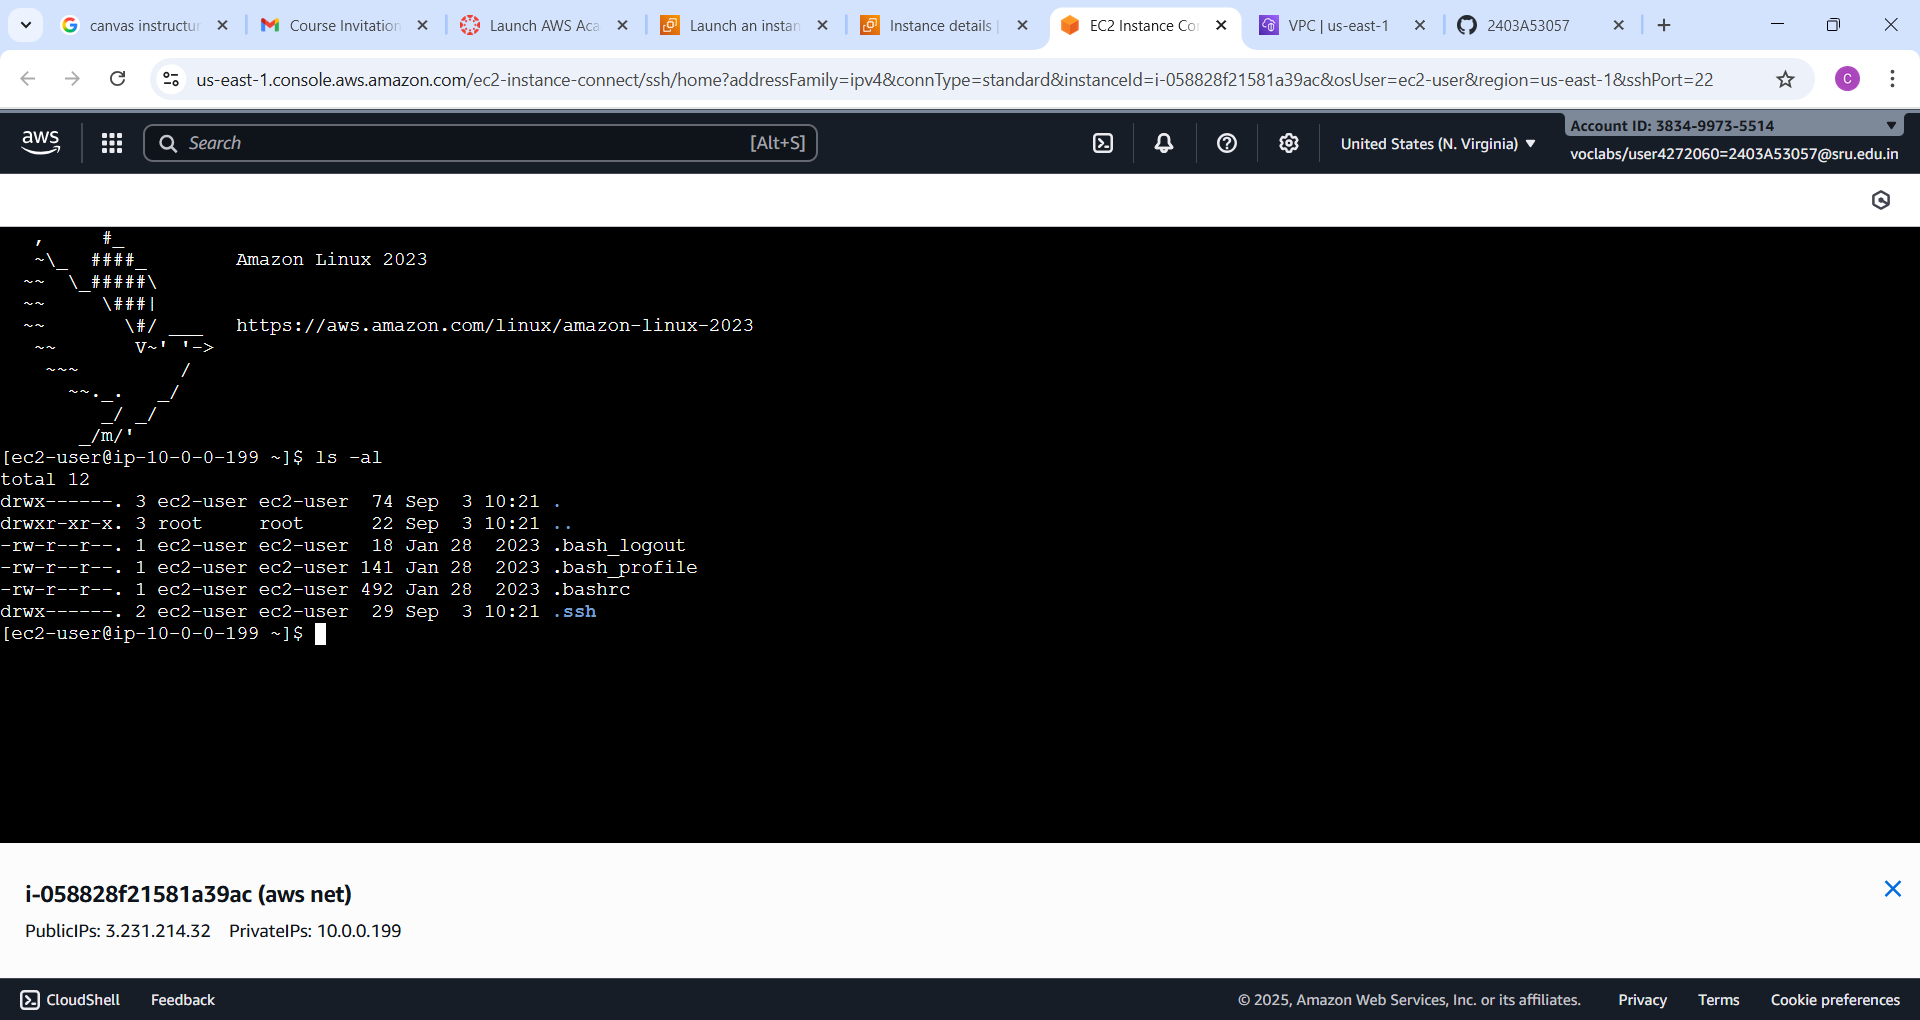 canvas instructur
Course Invitation
Launch AWS Aca
Launch an instan
Instance details |
EC2 Instance Co
VPC | us-east-1
2403A53057
us-east-1.console.aws.amazon.com/ec2-instance-connect/ssh/home?addressFamily=ipv4&connType=standard&instanceId=i-058828f21581a39ac&osUser=ec2-user&region=us-east-1&sshPort=22
C
aws
Search
[Alt+S]
United States (N. Virginia)
Account ID: 3834-9973-5514
voclabs/user4272060=2403A53057@sru.edu.in
   ,     #_
   ~\_  ####_        Amazon Linux 2023
  ~~  \_#####\
  ~~     \###|
  ~~       \#/ ___   https://aws.amazon.com/linux/amazon-linux-2023
   ~~       V~' '->
    ~~~         /
      ~~._.   _/
         _/ _/
       _/m/'
[ec2-user@ip-10-0-0-199 ~]$ ls -al
total 12
drwx------. 3 ec2-user ec2-user  74 Sep  3 10:21 .
drwxr-xr-x. 3 root     root      22 Sep  3 10:21 ..
-rw-r--r--. 1 ec2-user ec2-user  18 Jan 28  2023 .bash_logout
-rw-r--r--. 1 ec2-user ec2-user 141 Jan 28  2023 .bash_profile
-rw-r--r--. 1 ec2-user ec2-user 492 Jan 28  2023 .bashrc
drwx------. 2 ec2-user ec2-user  29 Sep  3 10:21 .ssh
[ec2-user@ip-10-0-0-199 ~]$
i-058828f21581a39ac (aws net)
PublicIPs: 3.231.214.32 PrivateIPs: 10.0.0.199
CloudShell Feedback © 2025, Amazon Web Services, Inc. or its affiliates. Privacy Terms Cookie preferences